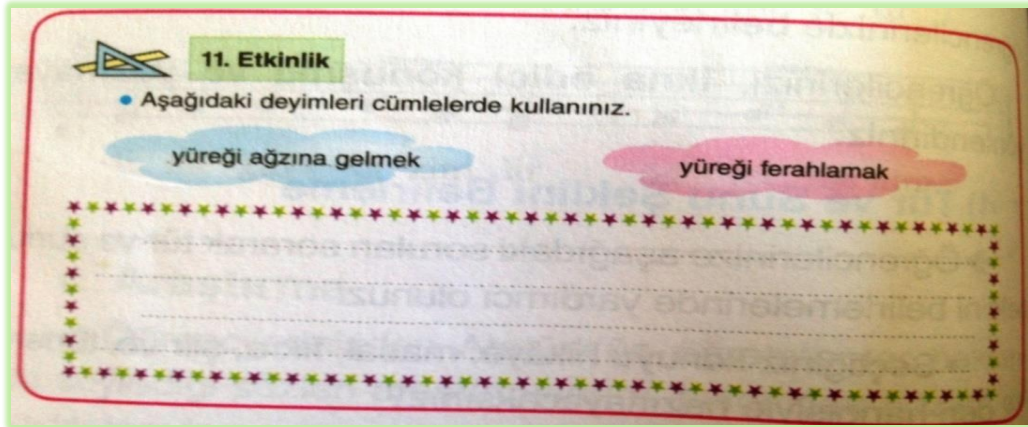 11. Etkinlik
• Aşağıdaki deyimleri cümlelerde kullanınız.
yüreği ağzına gelmek
yüreği ferahlamak